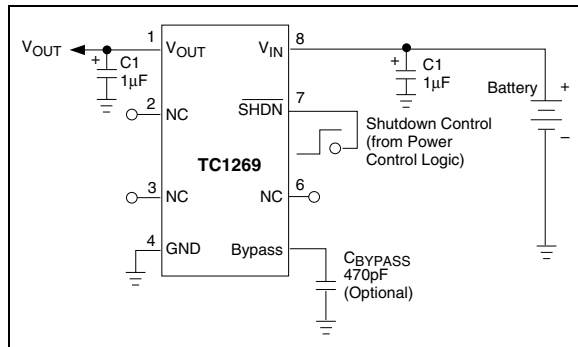 1
VOUT
VOUT
VIN
8
+
C1
1µF
+
C1
1µF
2
NC
7
SHDN
Battery
+
–
Shutdown Control
(from Power
Control Logic)
TC1269
3
NC
NC
6
4
GND
Bypass
CBYPASS
470pF
(Optional)